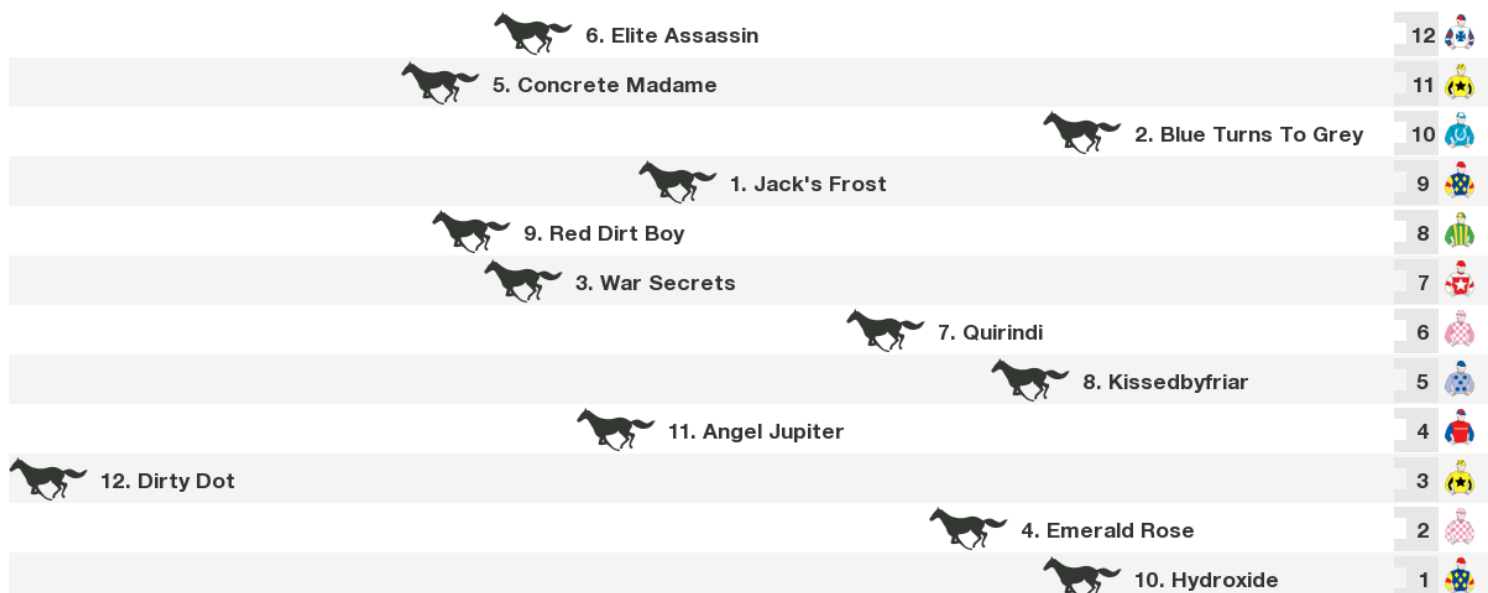 6. Elite Assassin 12
5. Concrete Madame 11
2. Blue Turns To Grey 10
1. Jack's Frost 9
9. Red Dirt Boy 8
3. War Secrets 7
7. Quirindi 6
8. Kissedbyfriar 5
11. Angel Jupiter 4
12. Dirty Dot 3
4. Emerald Rose 2
10. Hydroxide 1